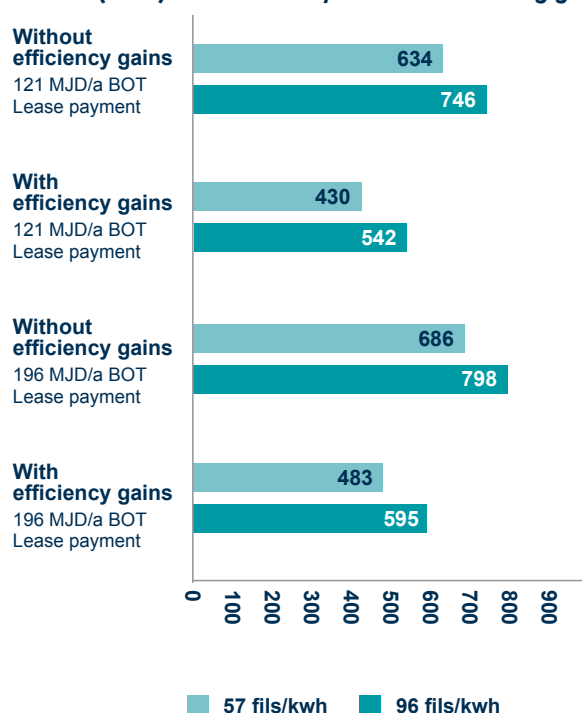 Without
efficiency gains
121 MJD/a BOT
Lease payment
634
746
With
efficiency gains
121 MJD/a BOT
Lease payment
430
542
Without
efficiency gains
196 MJD/a BOT
Lease payment
686
798
With
efficiency gains
196 MJD/a BOT
Lease payment
483
595
0 100 200 300 400 500 600 700 800 900
57 fils/kwh 96 fils/kwh